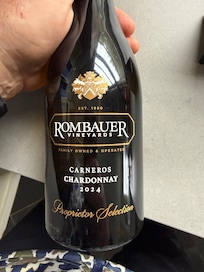 EST. 1980
ROMBAUER
VINEYARDS
FAMILY OWNED & OPERATED
CARNEROS
CHARDONNAY
2024
Proprietor Selection